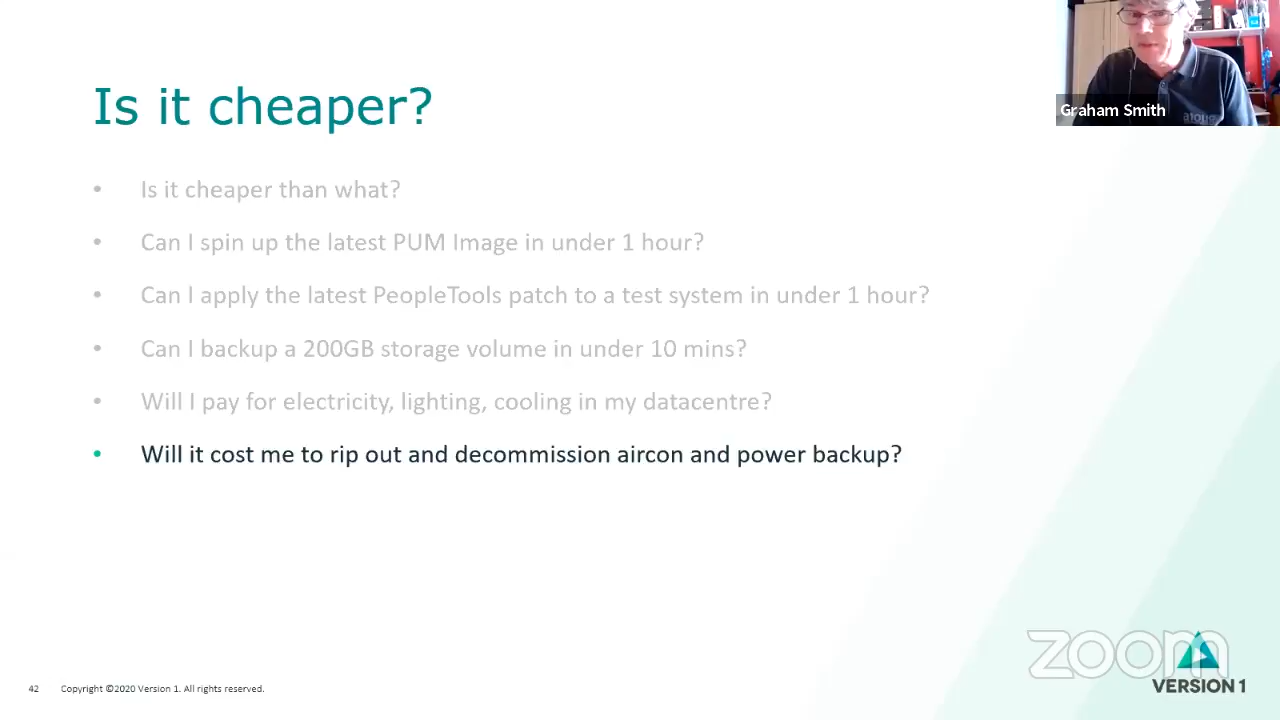 Is it cheaper?
Graham Smith
• Is it cheaper than what?
• Can I spin up the latest PUM Image in under 1 hour?
• Can I apply the latest PeopleTools patch to a test system in under 1 hour?
• Can I backup a 200GB storage volume in under 10 mins?
• Will I pay for electricity, lighting, cooling in my datacentre?
• Will it cost me to rip out and decommission aircon and power backup?
zoom
VERSION 1
42 Copyright ©2020 Version 1. All rights reserved.